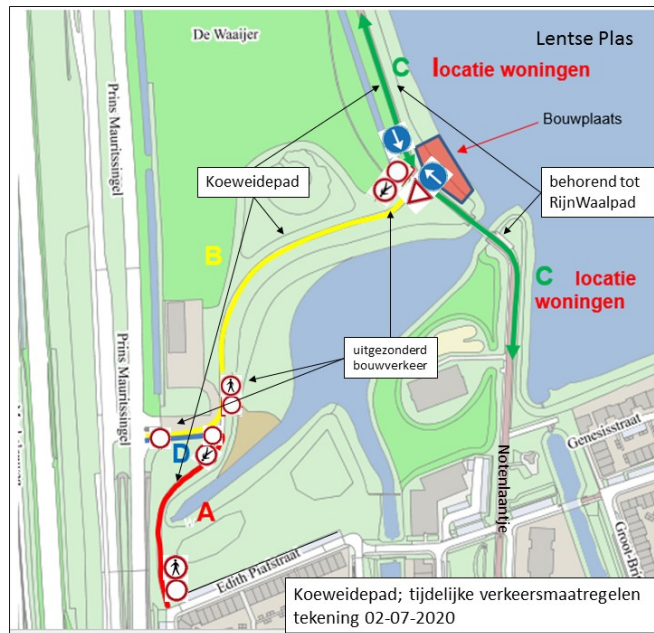 De Waaijer
Prins Mauritssingel
Lentse Plas
C
locatie woningen
Bouwplaats
Koeweidepad
behorend tot
RijnWaalpad
B
C locatie
woningen
uitgezonderd
bouwverkeer
Prins Mauritssingel
D
A
Notenlaantje
Genesisstraat
Edith Piafstraat
Koeweidepad; tijdelijke verkeersmaatregelen
tekening 02-07-2020